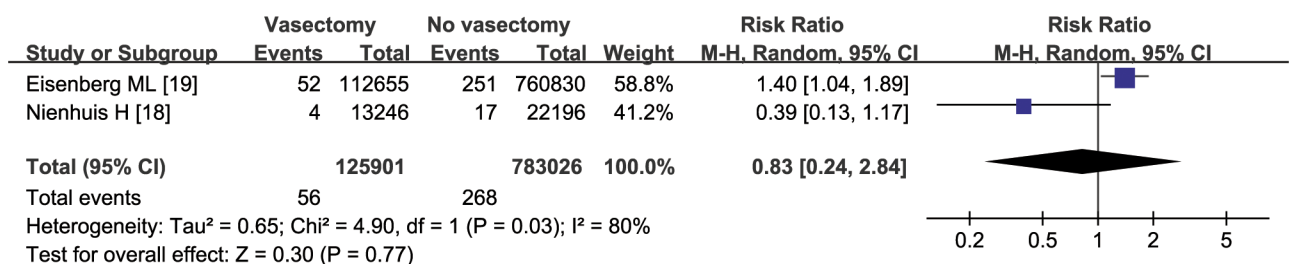 Vasectomy No vasectomy Risk Ratio Risk Ratio
Study or Subgroup Events Total Events Total Weight M-H, Random, 95% CI M-H, Random, 95% CI
Eisenberg ML [19] 52 112655 251 760830 58.8% 1.40 [1.04, 1.89]
Nienhuis H [18] 4 13246 17 22196 41.2% 0.39 [0.13, 1.17]
Total (95% CI) 125901 783026 100.0% 0.83 [0.24, 2.84]
Total events 56 268
Heterogeneity: Tau² = 0.65; Chi² = 4.90, df = 1 (P = 0.03); I² = 80%
Test for overall effect: Z = 0.30 (P = 0.77)
0.2 0.5 1 2 5